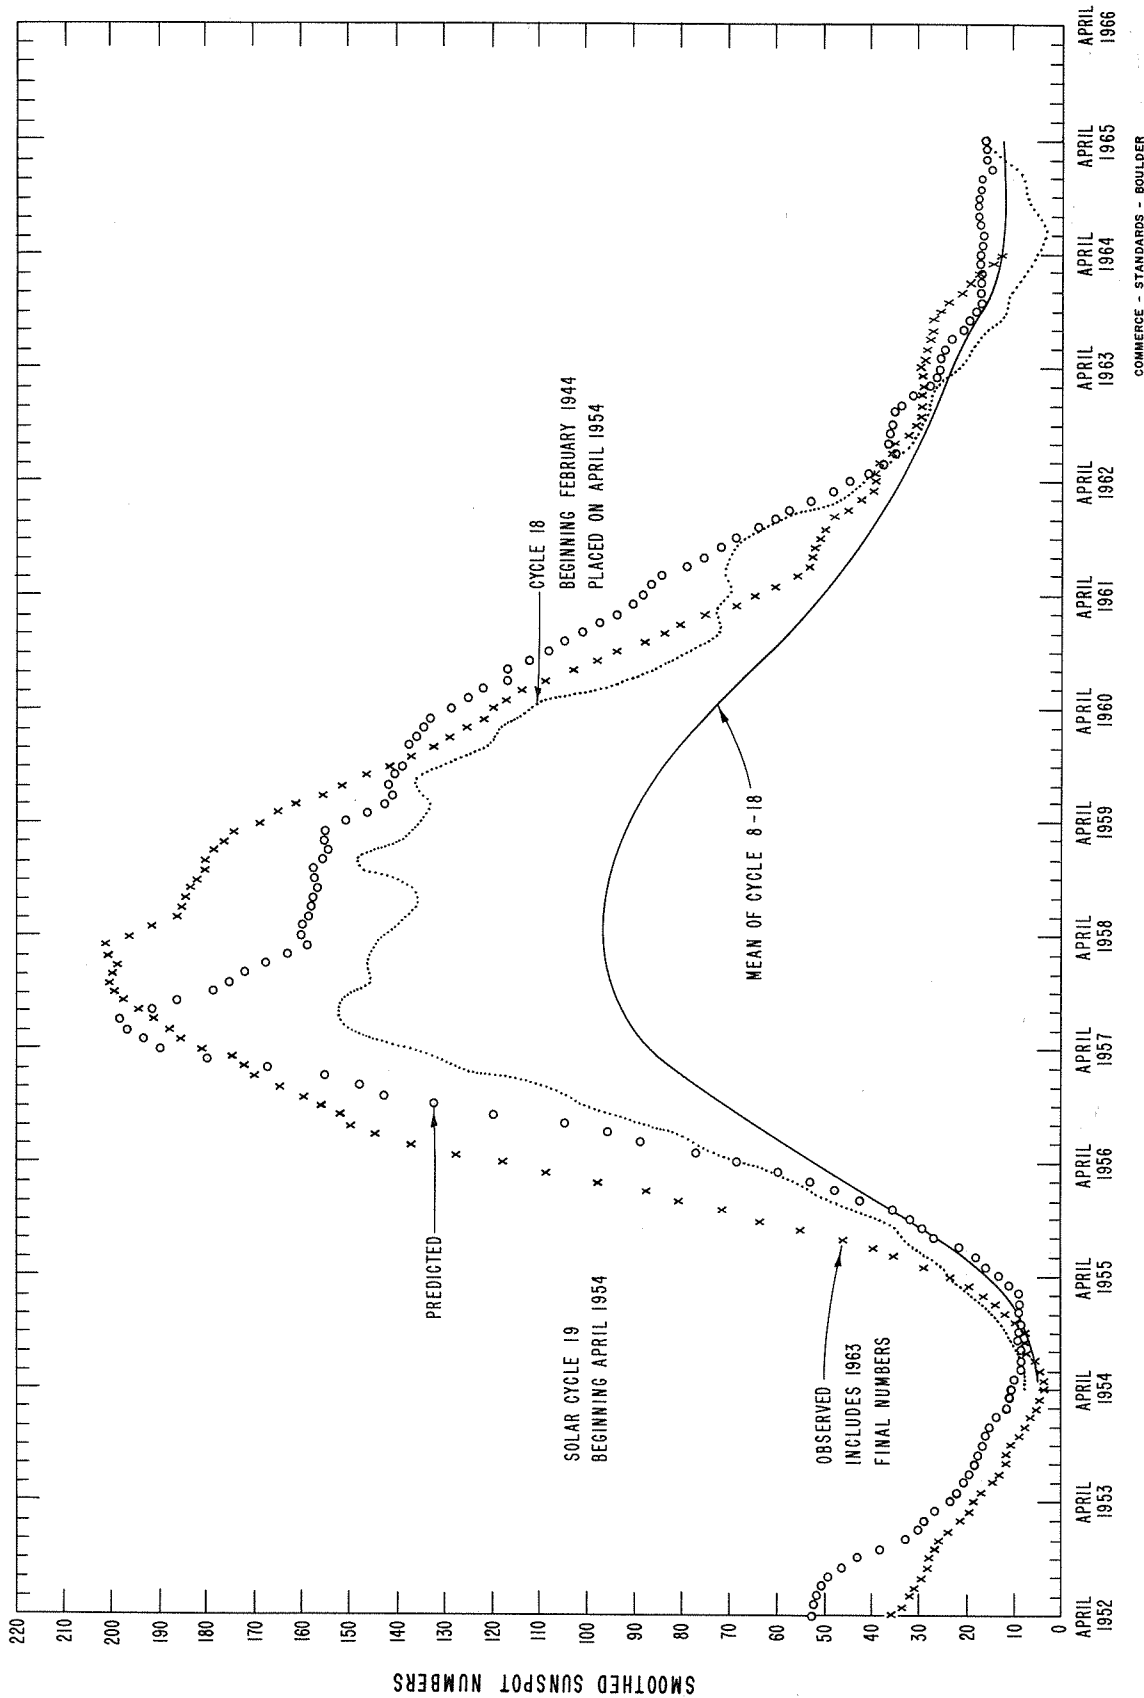 SMOOTHED SUNSPOT NUMBERS
220
210
200
190
180
170
160
150
140
130
120
110
100
90
80
70
60
50
40
30
20
10
0
PREDICTED
SOLAR CYCLE 19
BEGINNING APRIL 1954
OBSERVED
INCLUDES 1963
FINAL NUMBERS
CYCLE 18
BEGINNING FEBRUARY 1944
PLACED ON APRIL 1954
MEAN OF CYCLE 8-18
APRIL
1952
APRIL
1953
APRIL
1954
APRIL
1955
APRIL
1956
APRIL
1957
APRIL
1958
APRIL
1959
APRIL
1960
APRIL
1961
APRIL
1962
APRIL
1963
APRIL
1964
APRIL
1965
APRIL
1966
COMMERCE - STANDARDS - BOULDER